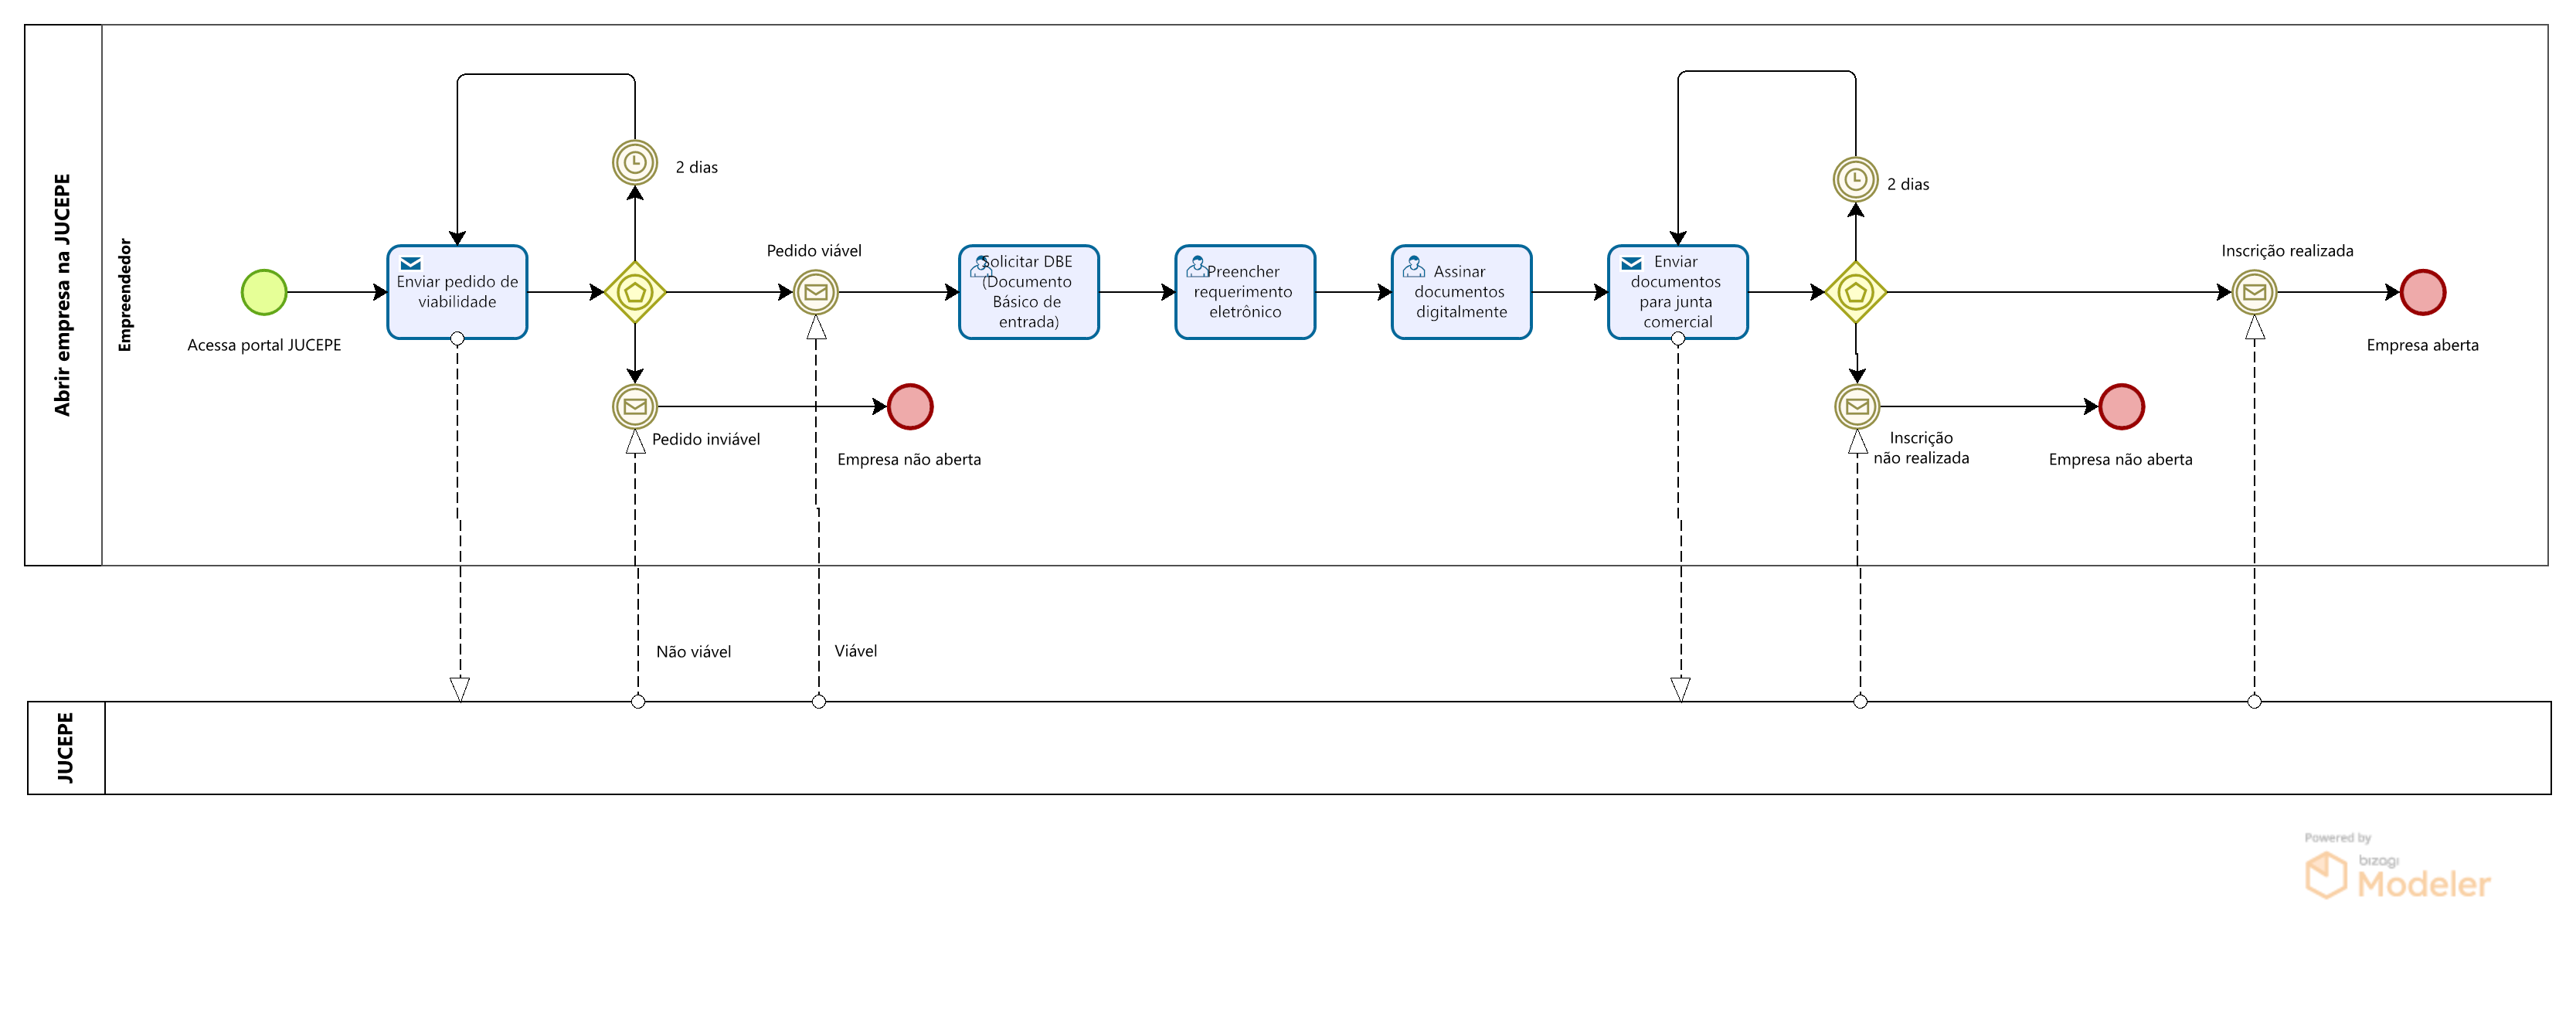 Abrir empresa na JUCEPE
Empreendedor
Acessa portal JUCEPE
Enviar pedido de
viabilidade
2 dias
Pedido viável
Pedido inviável
Empresa não aberta
Solicitar DBE
(Documento
Básico de
entrada)
Preencher
requerimento
eletrônico
Assinar
documentos
digitalmente
Enviar
documentos
para junta
comercial
2 dias
Inscrição
não realizada
Empresa não aberta
Inscrição realizada
Empresa aberta
Não viável
Viável
JUCEPE
Powered by
bizagi
Modeler